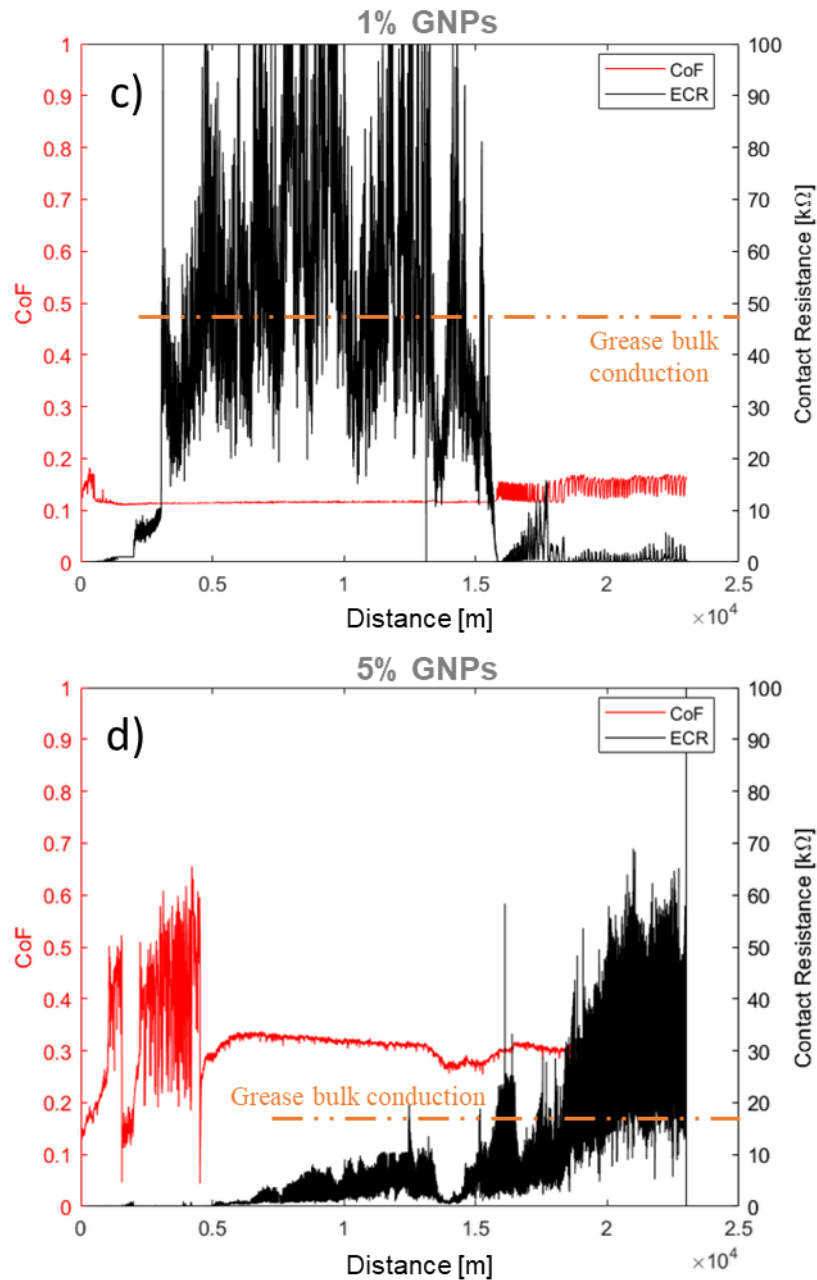 1% GNPs
c)
CoF
ECR
1
0.9
0.8
0.7
0.6
0.5
0.4
0.3
0.2
0.1
0
CoF
100
90
80
70
60
50
40
30
20
10
0
Contact Resistance [kΩ]
Grease bulk
conduction
0 0.5 1 1.5 2 2.5
×10⁴
Distance [m]
5% GNPs
d)
CoF
ECR
1
0.9
0.8
0.7
0.6
0.5
0.4
0.3
0.2
0.1
0
CoF
100
90
80
70
60
50
40
30
20
10
0
Contact Resistance [kΩ]
Grease bulk conduction
0 0.5 1 1.5 2 2.5
×10⁴
Distance [m]